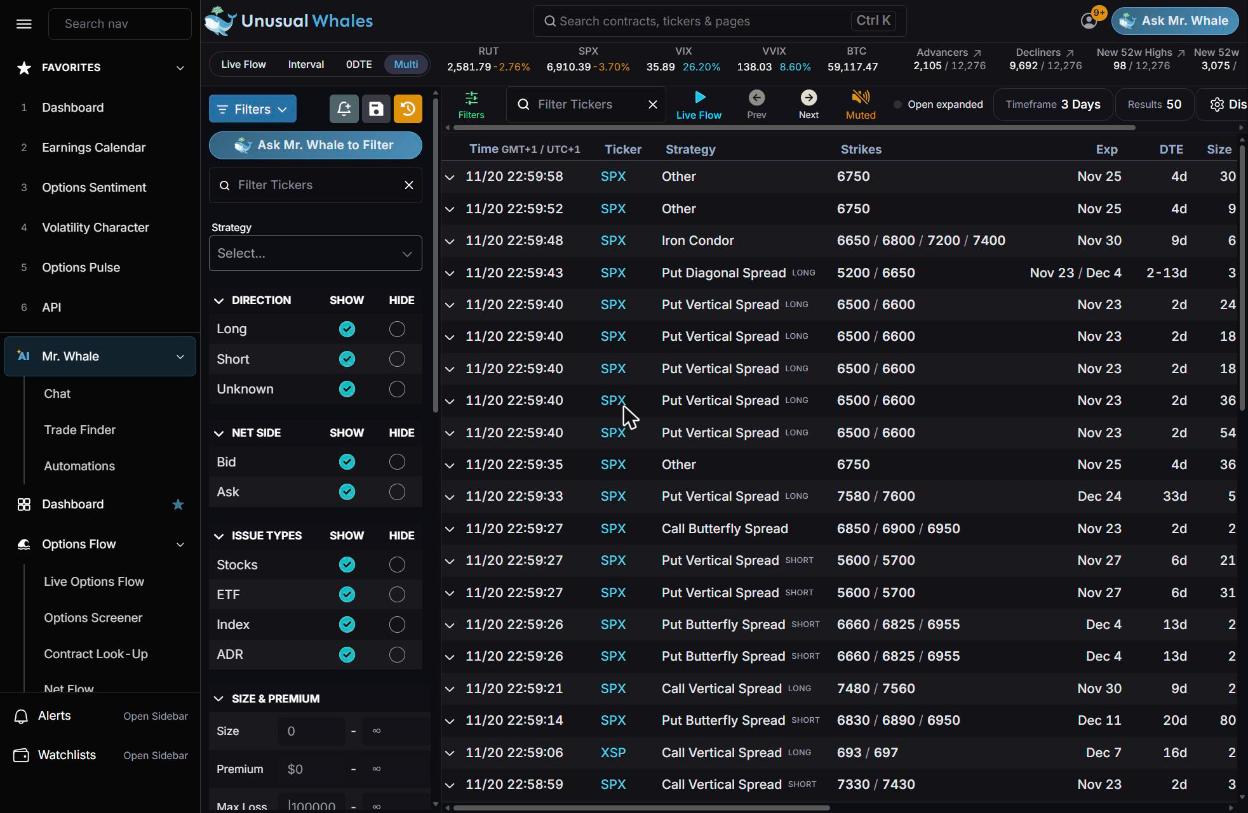 Search nav
Unusual Whales
Search contracts, tickers & pages
Ctrl K
9+
Ask Mr. Whale
FAVORITES
1 Dashboard
2 Earnings Calendar
3 Options Sentiment
4 Volatility Character
5 Options Pulse
6 API
AI Mr. Whale
Chat
Trade Finder
Automations
Dashboard
Options Flow
Live Options Flow
Options Screener
Contract Look-Up
Net Flow
Alerts Open Sidebar
Watchlists Open Sidebar
Live Flow Interval 0DTE Multi
RUT
2,581.79 -2.76%
SPX
6,910.39 -3.70%
VIX
35.89 26.20%
VVIX
138.03 8.60%
BTC
59,117.47
Advancers
2,105 / 12,276
Decliners
9,692 / 12,276
New 52w Highs
98 / 12,276
New 52w
3,075 /
Filters
Ask Mr. Whale to Filter
Filter Tickers
Strategy
Select...
DIRECTION SHOW HIDE
Long
Short
Unknown
NET SIDE SHOW HIDE
Bid
Ask
ISSUE TYPES SHOW HIDE
Stocks
ETF
Index
ADR
SIZE & PREMIUM
Size 0 - ∞
Premium $0 - ∞
Max Loss 100000 - ∞
Filters
Filter Tickers
Live Flow
Prev
Next
Muted
Open expanded
Timeframe 3 Days
Results 50
Dis
Time GMT+1 / UTC+1 Ticker Strategy Strikes Exp DTE Size
11/20 22:59:58 SPX Other 6750 Nov 25 4d 30
11/20 22:59:52 SPX Other 6750 Nov 25 4d 9
11/20 22:59:48 SPX Iron Condor 6650 / 6800 / 7200 / 7400 Nov 30 9d 6
11/20 22:59:43 SPX Put Diagonal Spread LONG 5200 / 6650 Nov 23 / Dec 4 2-13d 3
11/20 22:59:40 SPX Put Vertical Spread LONG 6500 / 6600 Nov 23 2d 24
11/20 22:59:40 SPX Put Vertical Spread LONG 6500 / 6600 Nov 23 2d 18
11/20 22:59:40 SPX Put Vertical Spread LONG 6500 / 6600 Nov 23 2d 18
11/20 22:59:40 SPX Put Vertical Spread LONG 6500 / 6600 Nov 23 2d 36
11/20 22:59:40 SPX Put Vertical Spread LONG 6500 / 6600 Nov 23 2d 54
11/20 22:59:35 SPX Other 6750 Nov 25 4d 36
11/20 22:59:33 SPX Put Vertical Spread LONG 7580 / 7600 Dec 24 33d 5
11/20 22:59:27 SPX Call Butterfly Spread 6850 / 6900 / 6950 Nov 23 2d 2
11/20 22:59:27 SPX Put Vertical Spread SHORT 5600 / 5700 Nov 27 6d 21
11/20 22:59:27 SPX Put Vertical Spread SHORT 5600 / 5700 Nov 27 6d 31
11/20 22:59:26 SPX Put Butterfly Spread SHORT 6660 / 6825 / 6955 Dec 4 13d 2
11/20 22:59:26 SPX Put Butterfly Spread SHORT 6660 / 6825 / 6955 Dec 4 13d 2
11/20 22:59:21 SPX Call Vertical Spread LONG 7480 / 7560 Nov 30 9d 2
11/20 22:59:14 SPX Put Butterfly Spread SHORT 6830 / 6890 / 6950 Dec 11 20d 80
11/20 22:59:06 XSP Call Vertical Spread LONG 693 / 697 Dec 7 16d 2
11/20 22:58:59 SPX Call Vertical Spread SHORT 7330 / 7430 Nov 23 2d 3